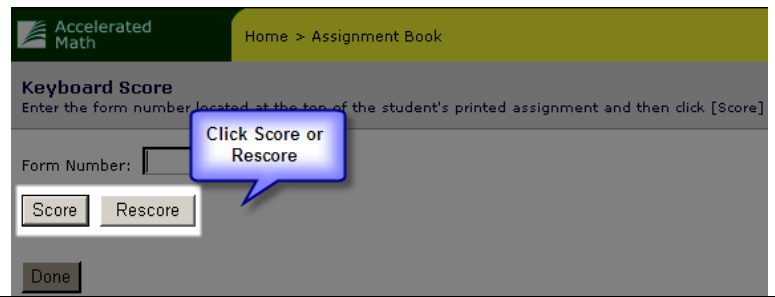 Accelerated
Math
Home > Assignment Book
Keyboard Score
Enter the form number located at the top of the student's printed assignment and then click [Score]
Click Score or
Rescore
Form Number:
Score Rescore
Done